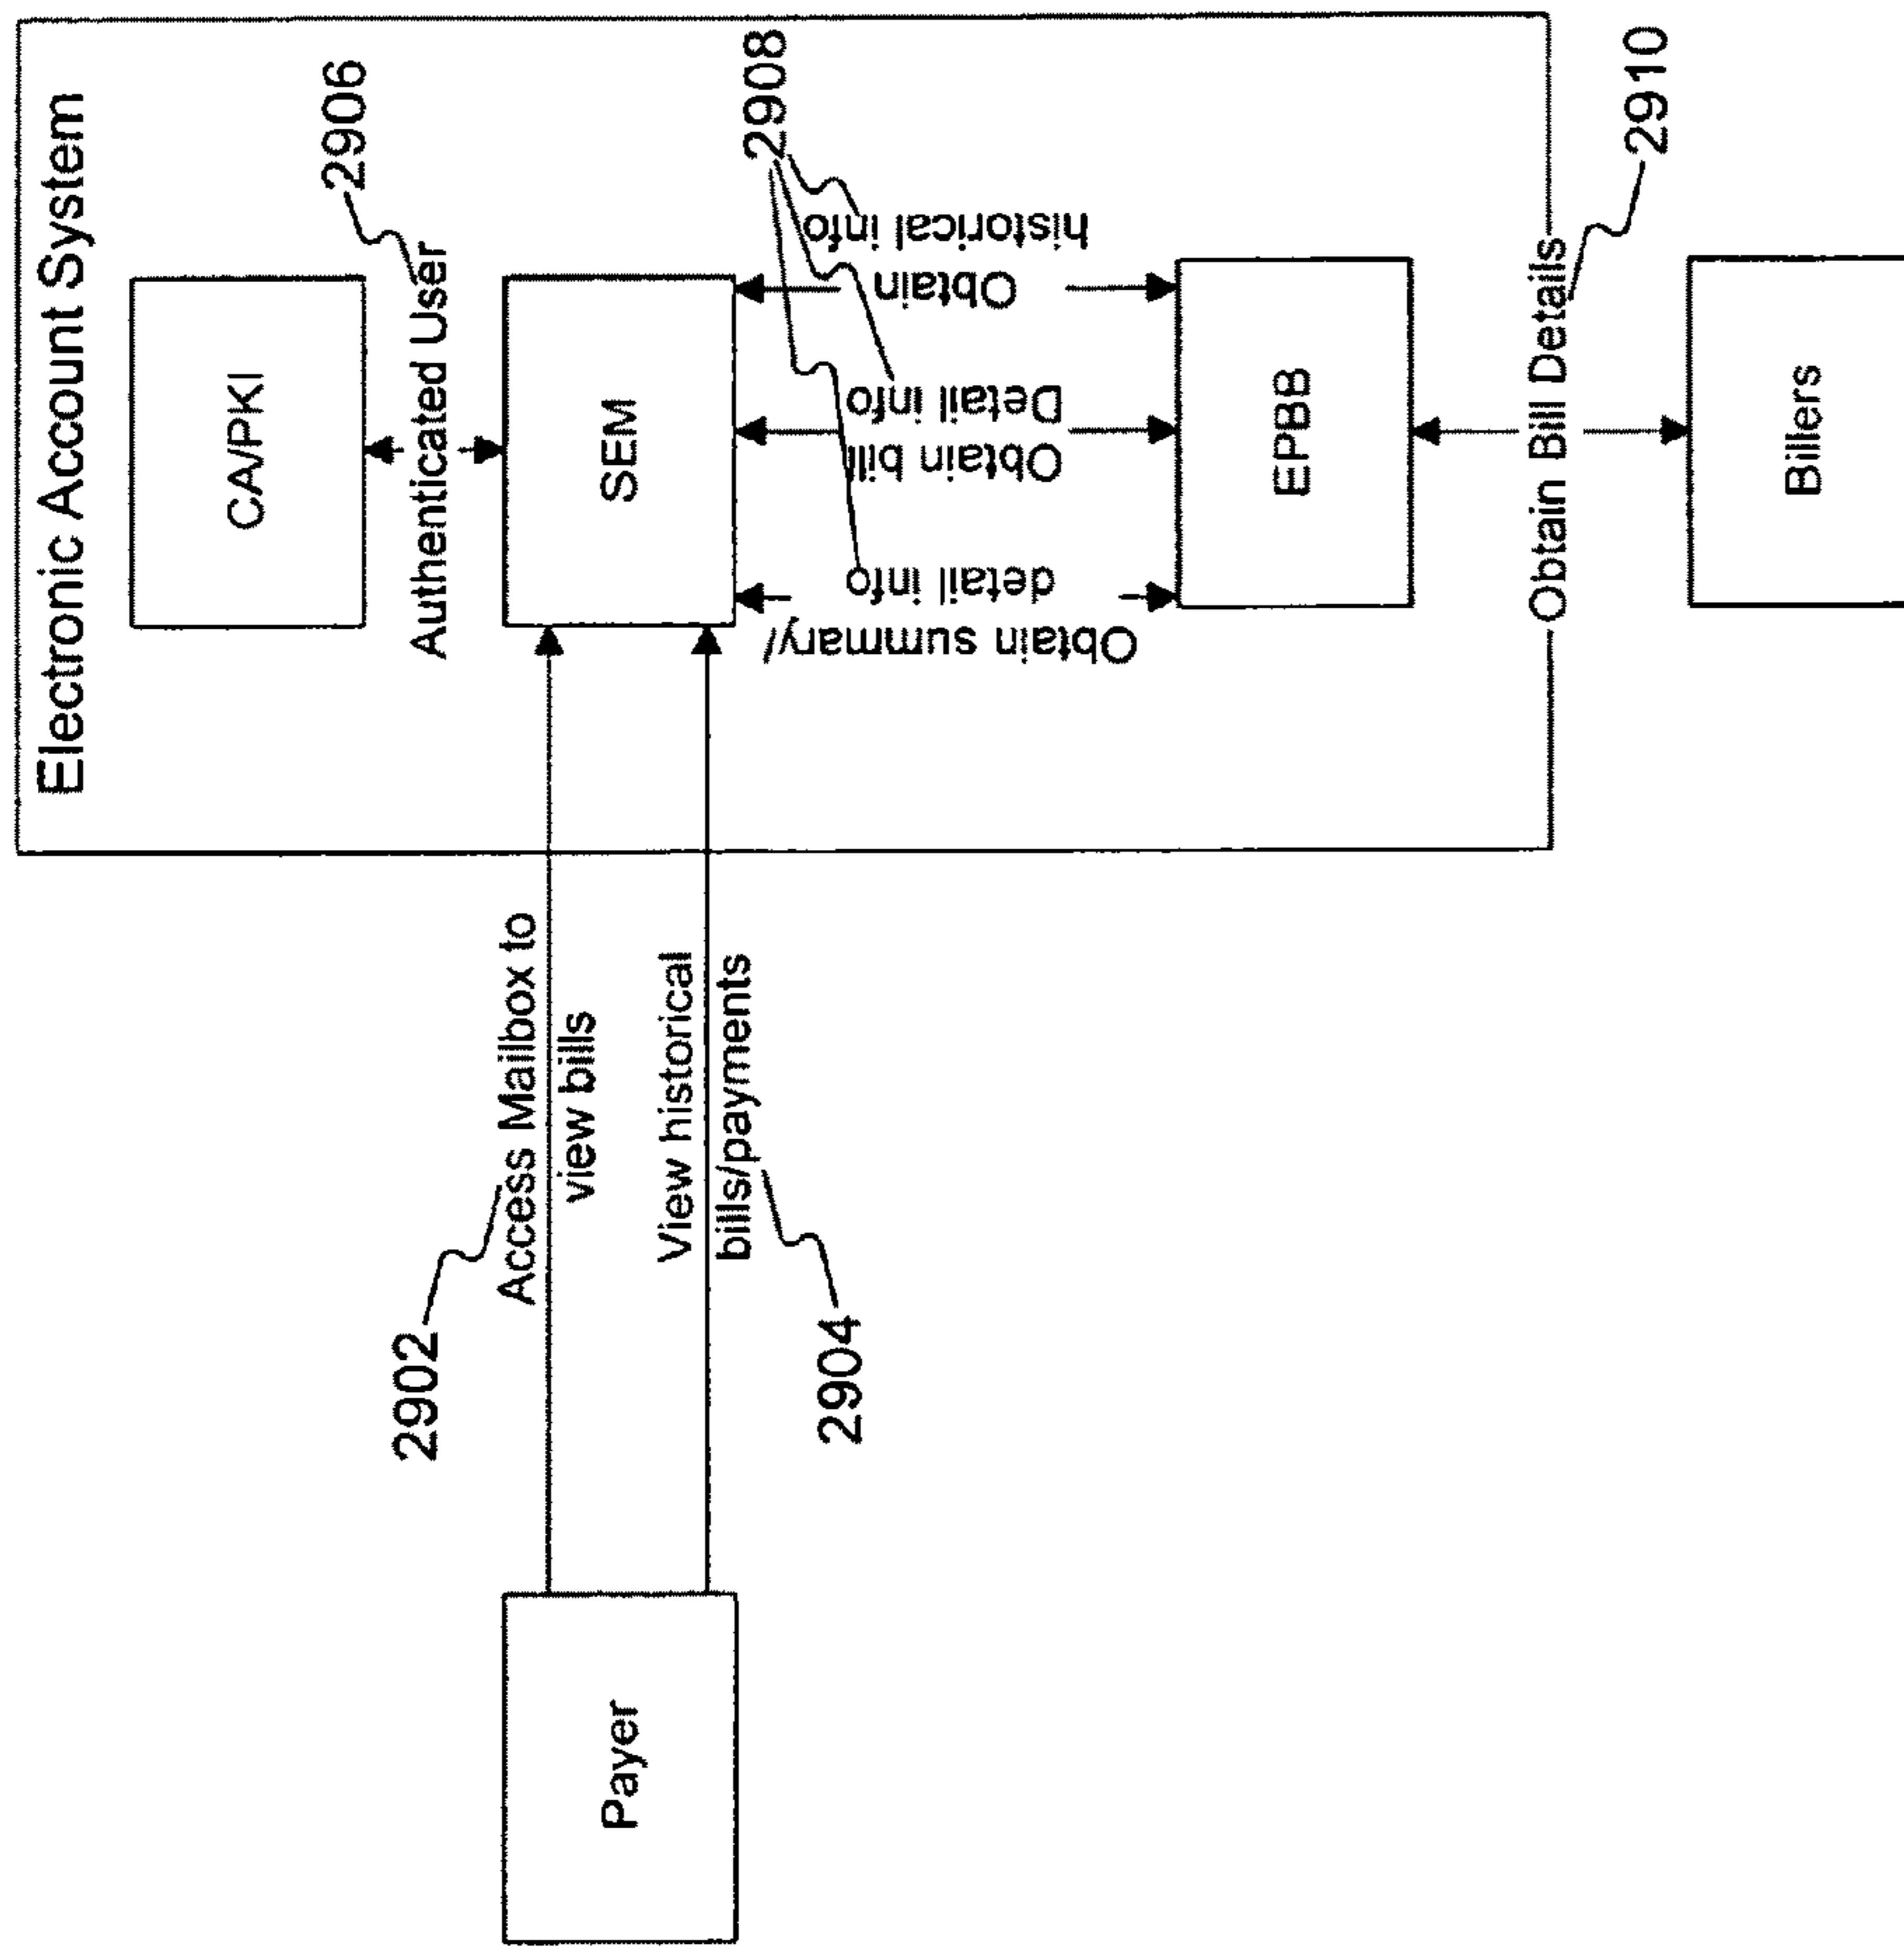 Electronic Account System
CA/PKI
2906
Authenticated User
2902
Access Mailbox to
view bills
SEM
Payer
View historical
bills/payments
2904
2908
Obtain summary/
detail info
Obtain bill
Detail info
Obtain
historical info
EPBB
Obtain Bill Details
2910
Billers